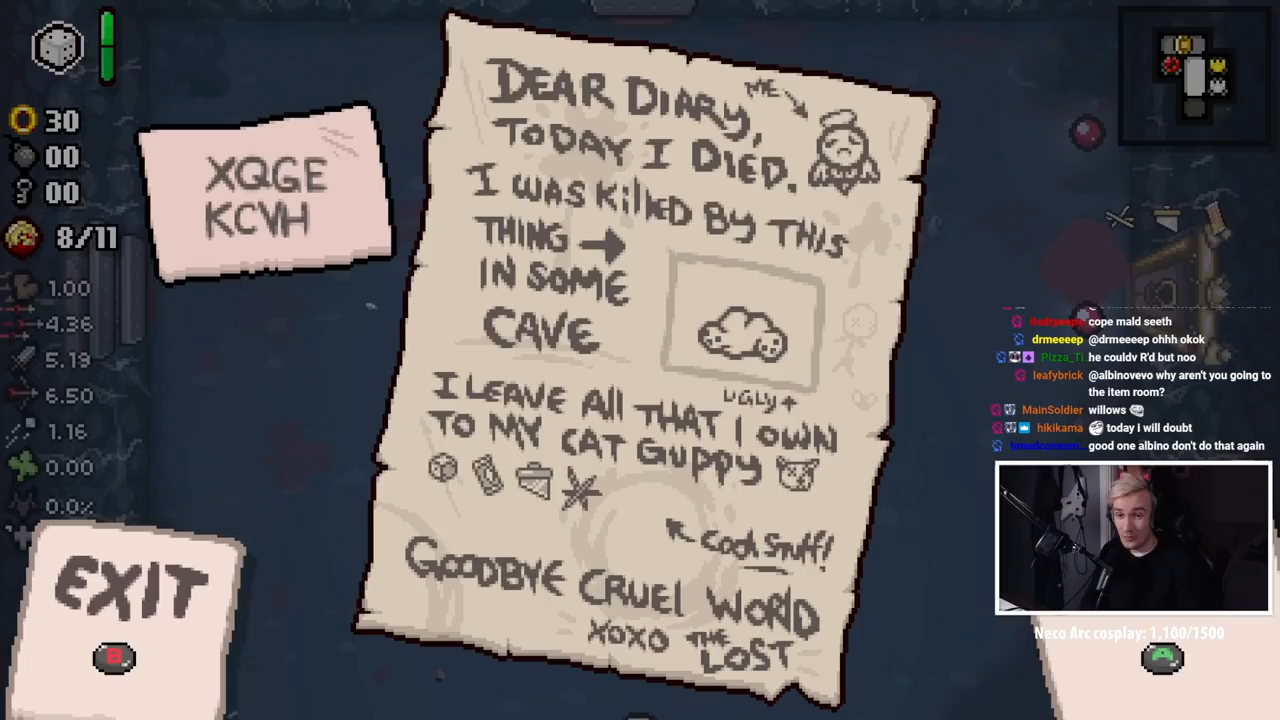 30
00
00
8/11
1.00
4.36
5.19
6.50
1.16
0.00
0.0%
XQGE
KCVH
DEAR DIARY,
ME
TODAY I DIED.
I WAS KillED BY THIS
THING →
IN SOME
CAVE
UGLY +
I LEAVE All THAT I OWN
TO MY CAT GUPPY
COOL STUFF!
GOODBYE CRUEl WORLD
XOXO THE
LOST
EXIT
B
cope mald seeth
drmeeeep @drmeeeep ohhh okok
Pizza_Ti he couldv R'd but noo
leafybrick @albinovevo why aren't you going to
the item room?
MainSoldier willows
hikikama today I will doubt
good one albino don't do that again
Neco Arc cosplay: 1,100/1500
A